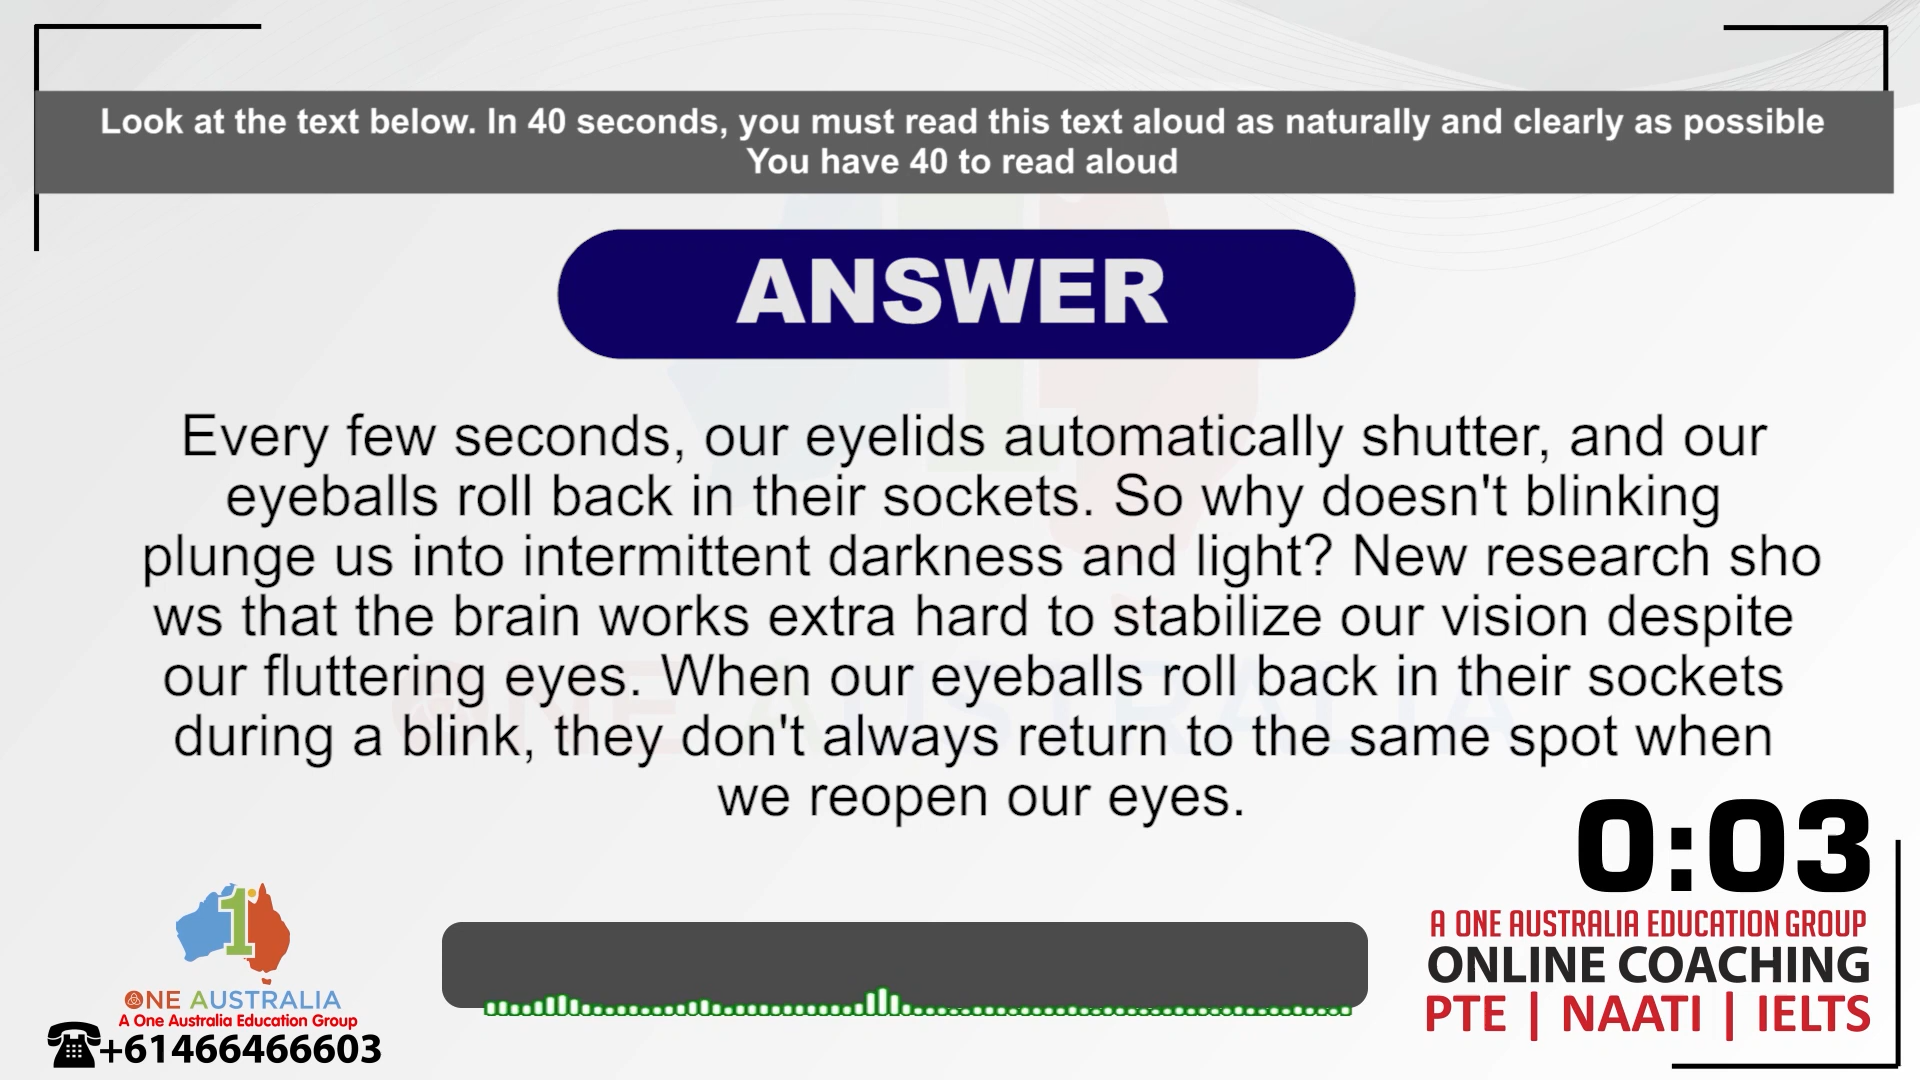 Look at the text below. In 40 seconds, you must read this text aloud as naturally and clearly as possible
You have 40 to read aloud
ANSWER
Every few seconds, our eyelids automatically shutter, and our
eyeballs roll back in their sockets. So why doesn't blinking
plunge us into intermittent darkness and light? New research sho
ws that the brain works extra hard to stabilize our vision despite
our fluttering eyes. When our eyeballs roll back in their sockets
during a blink, they don't always return to the same spot when
we reopen our eyes.
0:03
1
ONE AUSTRALIA
A One Australia Education Group
+61466466603
A ONE AUSTRALIA EDUCATION GROUP
ONLINE COACHING
PTE | NAATI | IELTS
ONE AUSTRALIA